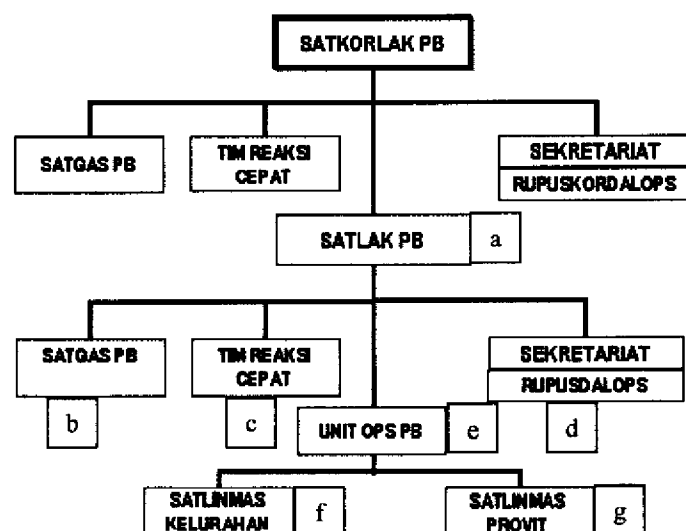 SATKORLAK PB
SATGAS PB
TIM REAKSI
CEPAT
SEKRETARIAT
RUPUSKORDALOPS
SATLAK PB
a
SATGAS PB
TIM REAKSI
CEPAT
SEKRETARIAT
RUPUSDALOPS
b
c
UNIT OPS PB
e
d
SATLINMAS
KELURAHAN
f
SATLINMAS
PROVIT
g